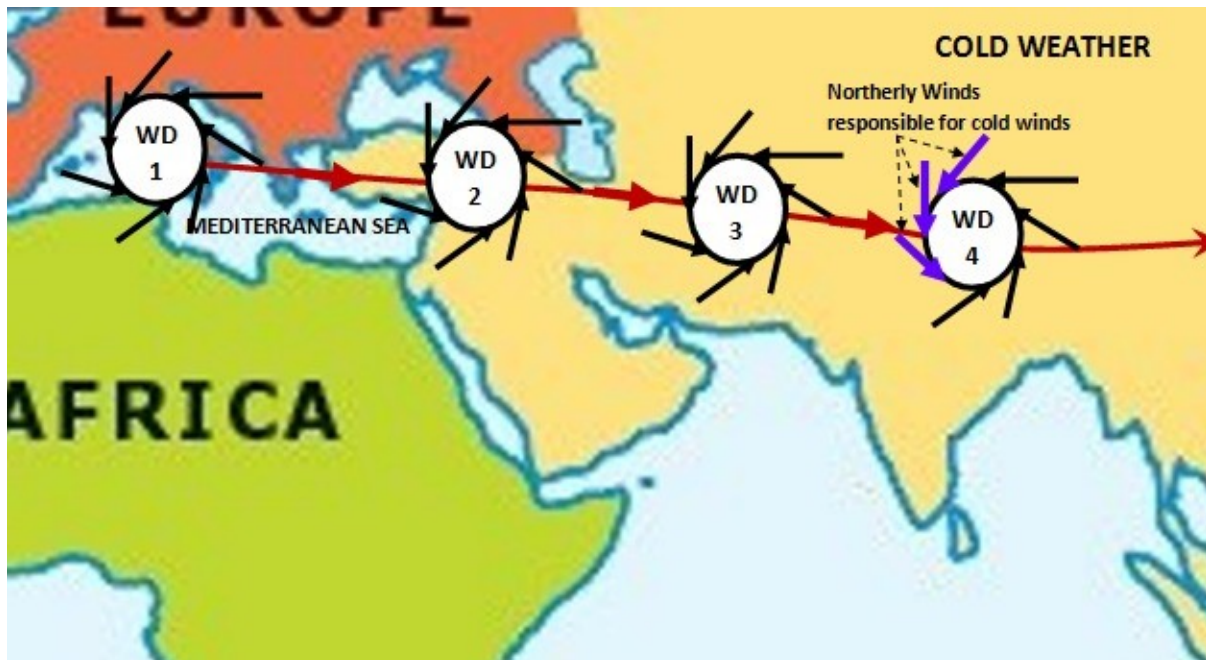 EUROPE
COLD WEATHER
Northerly Winds
responsible for cold winds
WD
1
WD
2
WD
3
WD
4
MEDITERRANEAN SEA
AFRICA